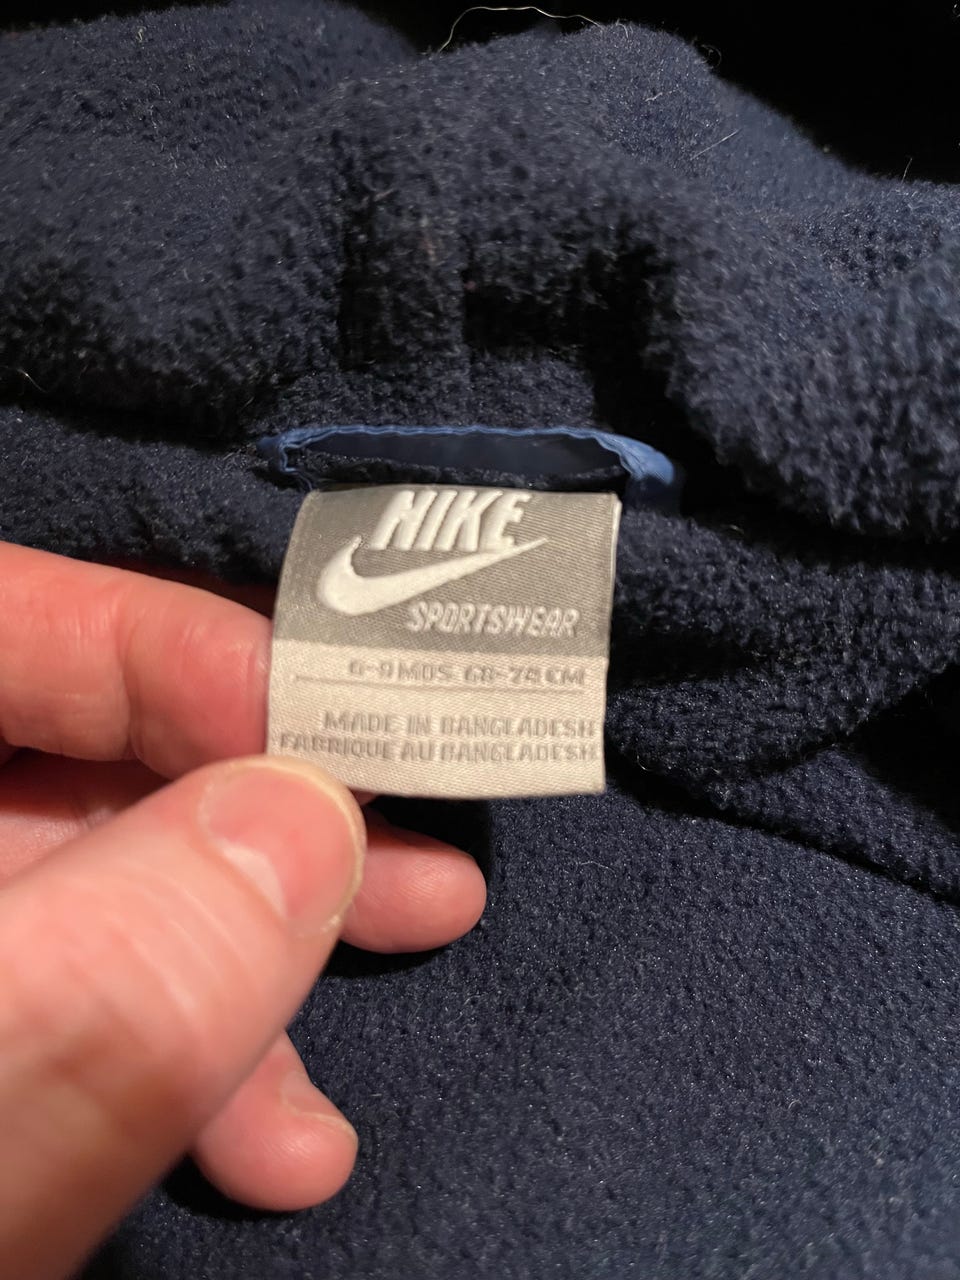 NIKE
SPORTSWEAR
6-9 MOS 68-74 CM
MADE IN BANGLADESH
FABRIQUE AU BANGLADESH